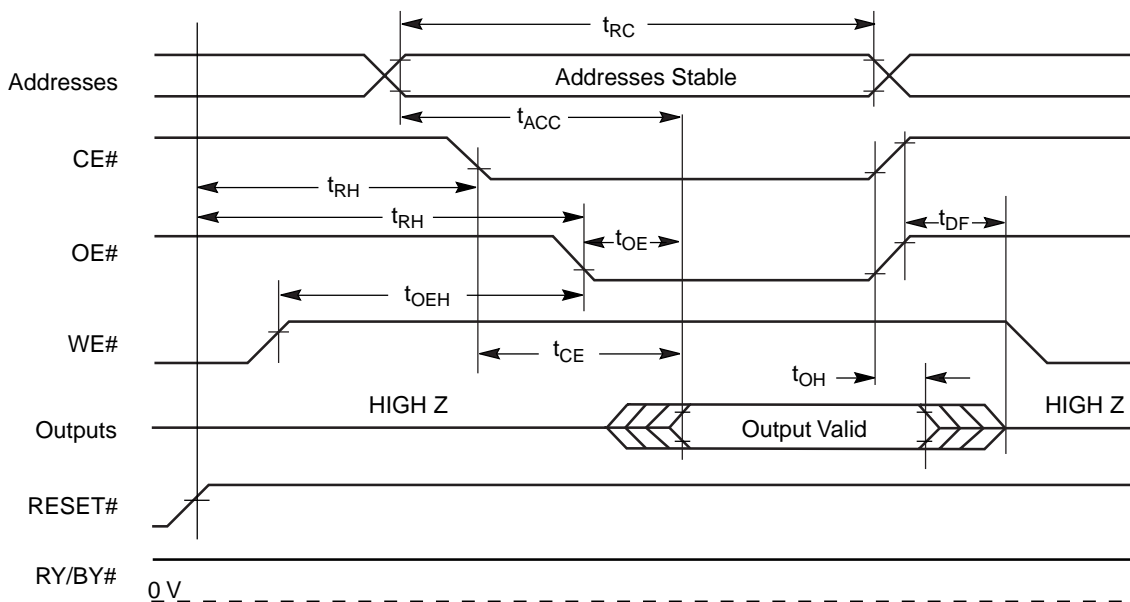 tRC
Addresses
Addresses Stable
tACC
CE#
tRH
tRH
tDF
OE#
tOE
tOEH
WE#
tCE
tOH
HIGH Z
HIGH Z
Outputs
Output Valid
RESET#
RY/BY#
0 V